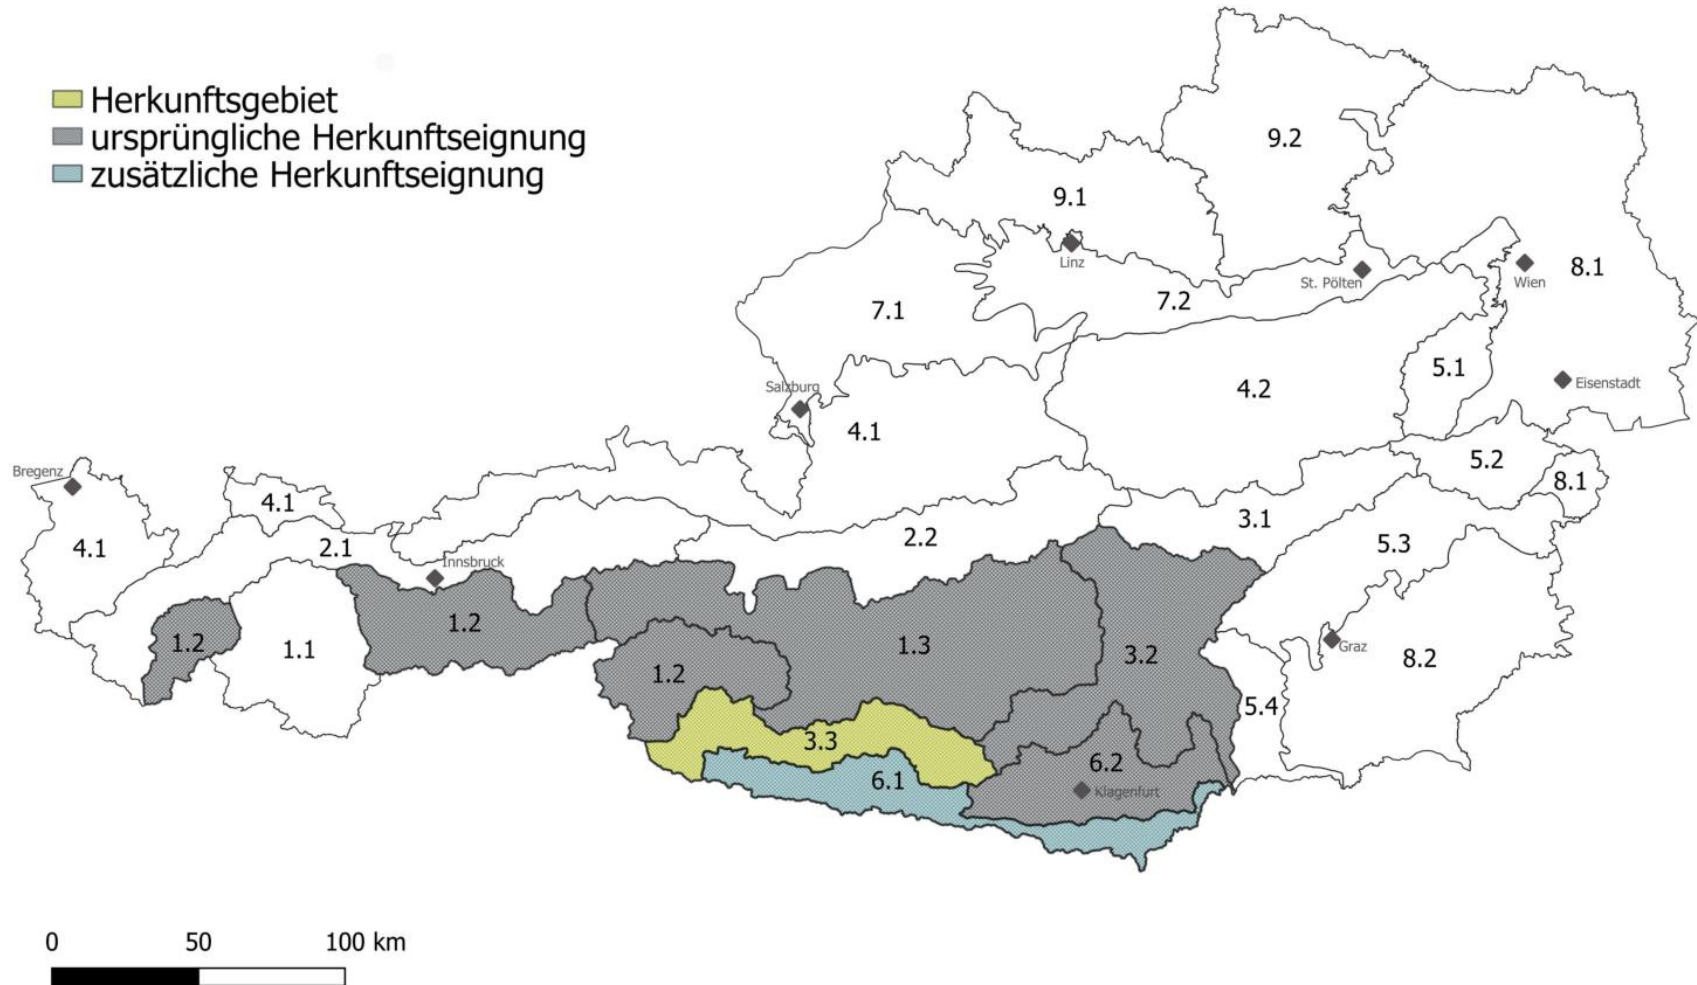 Herkunftsgebiet
ursprüngliche Herkunftseignung
zusätzliche Herkunftseignung
9.2
9.1
Linz
St. Pölten
Wien
8.1
7.1
7.2
Salzburg
4.1
4.2
5.1
Eisenstadt
Bregenz
4.1
4.1
2.1
Innsbruck
2.2
3.1
5.2
8.1
5.3
1.2
1.1
1.2
1.2
1.3
3.2
Graz
8.2
5.4
3.3
6.1
6.2
Klagenfurt
0 50 100 km